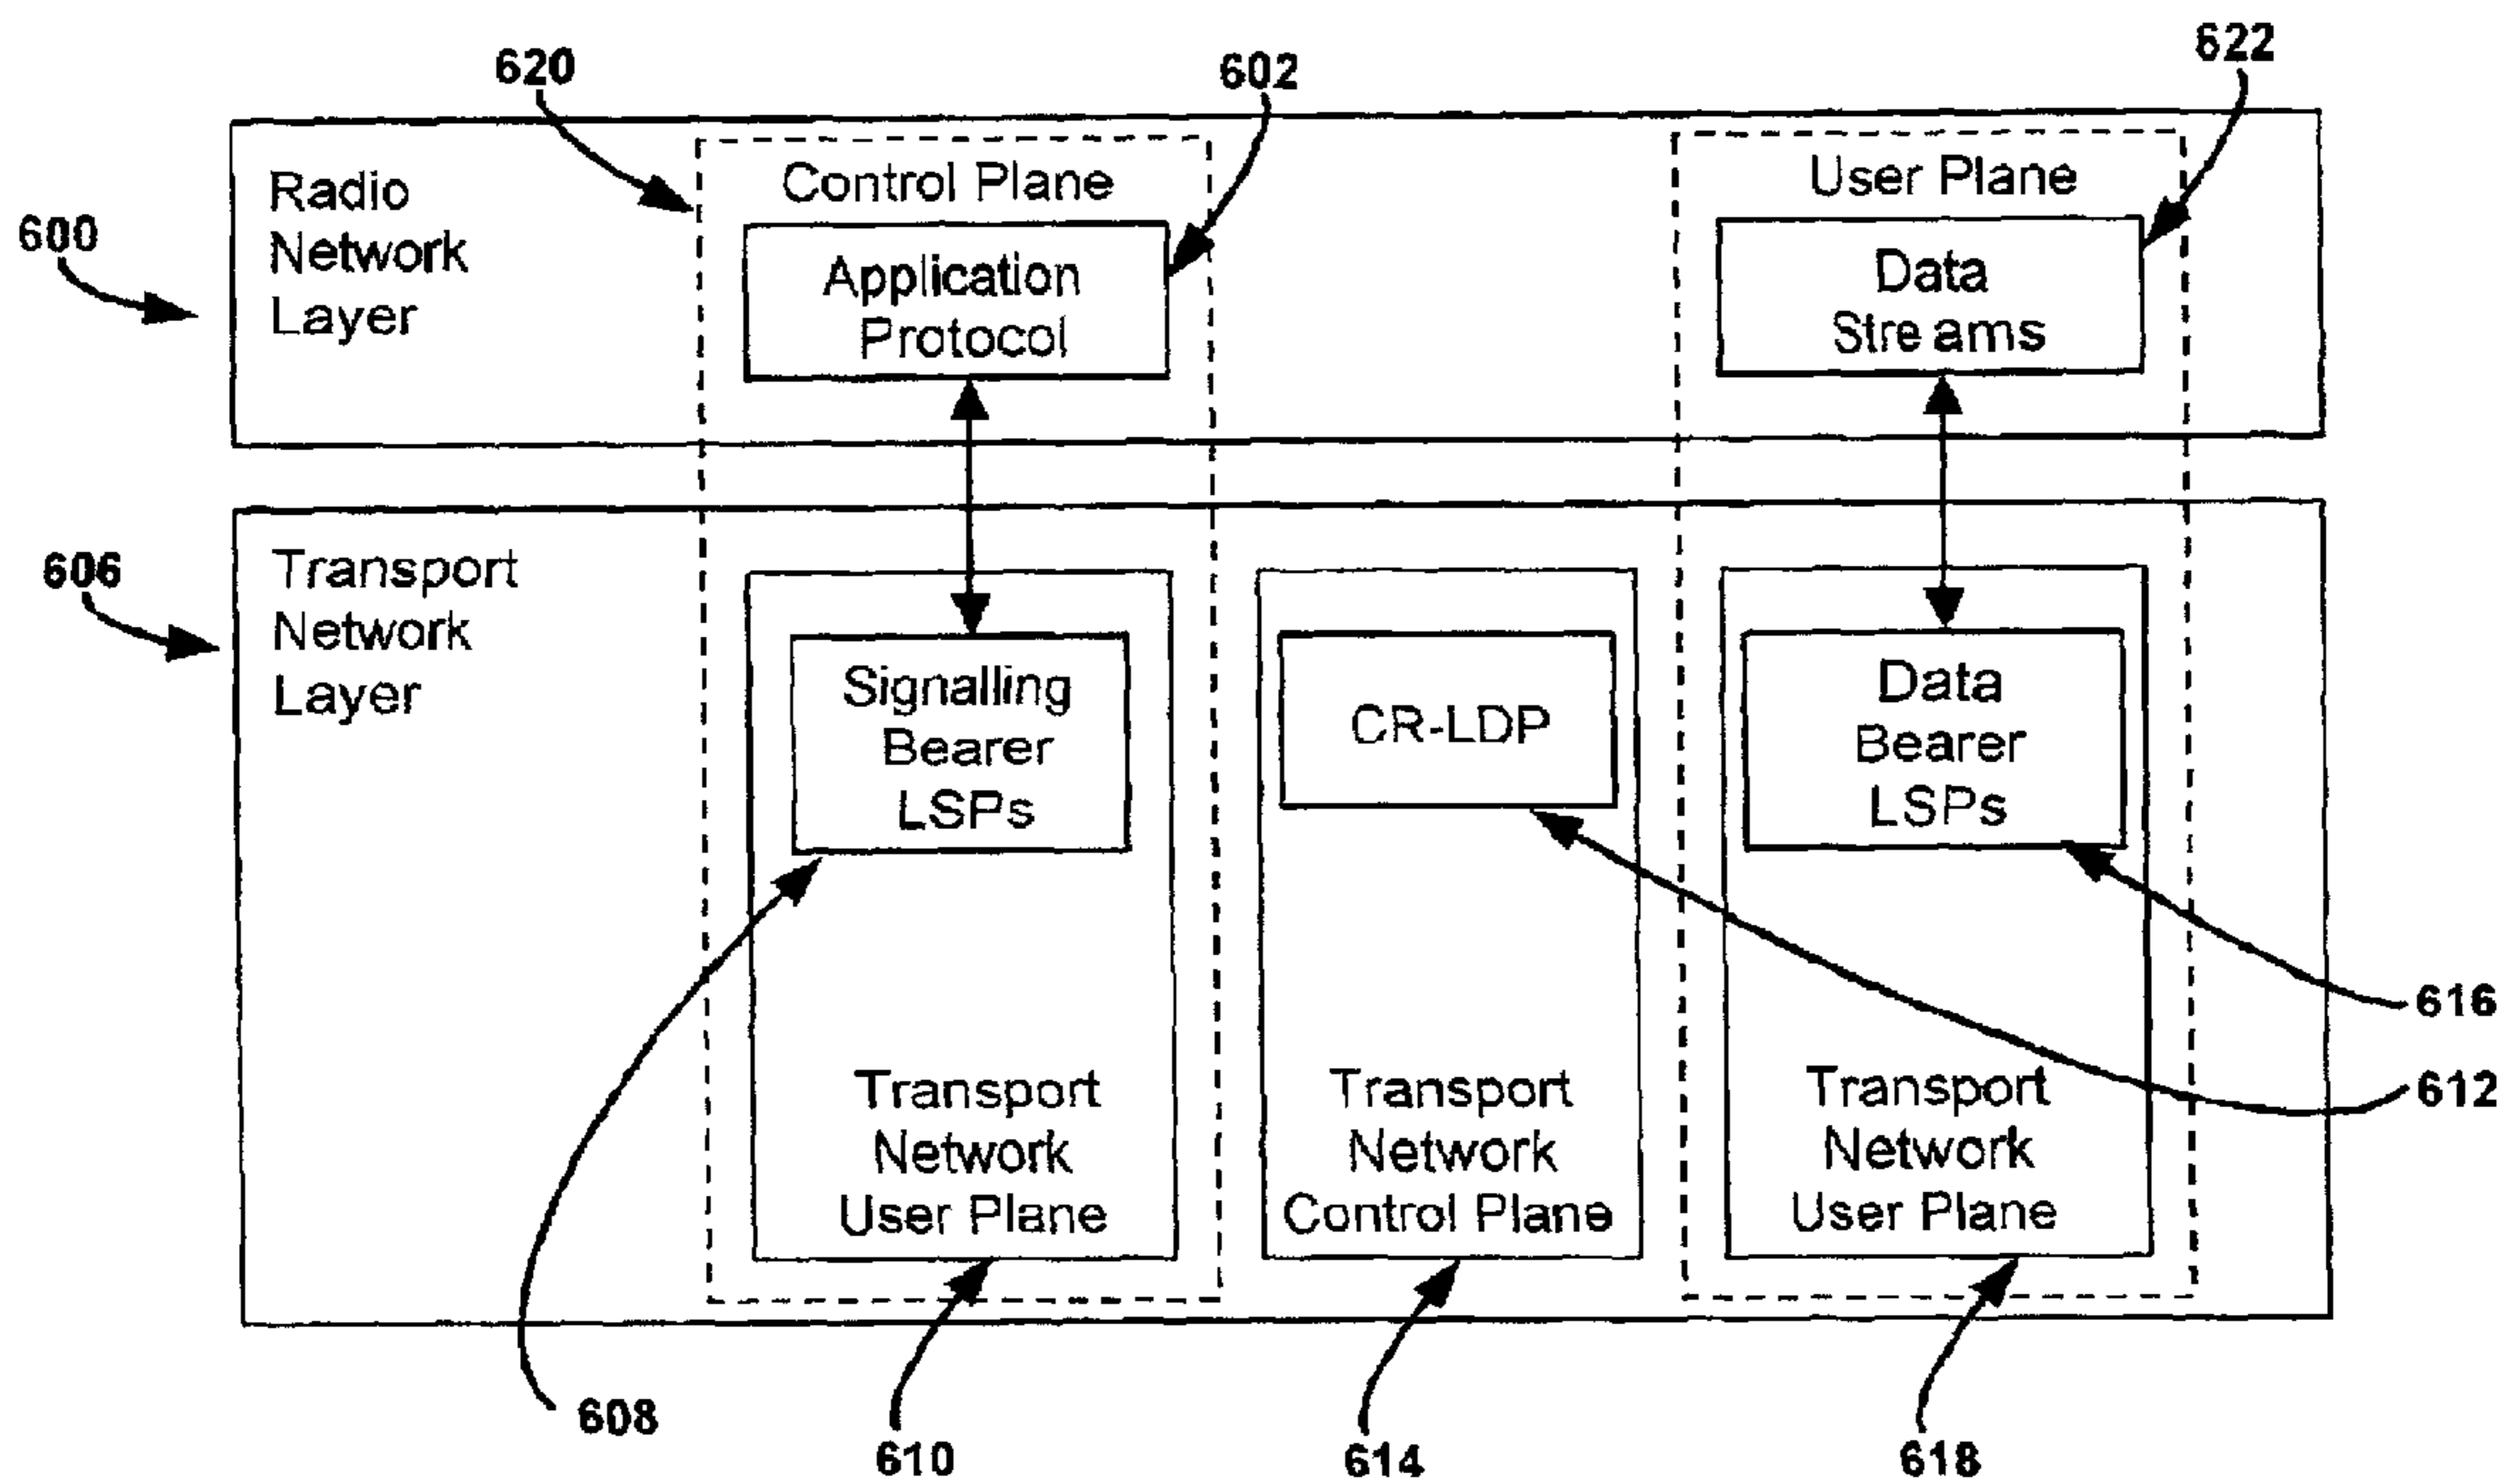 620
602
622
600
Radio
Network
Layer
Control Plane
Application
Protocol
User Plane
Data
Streams
606
Transport
Network
Layer
Signalling
Bearer
LSPs
CR-LDP
Data
Bearer
LSPs
Transport
Network
User Plane
Transport
Network
Control Plane
Transport
Network
User Plane
616
612
608
610
614
618